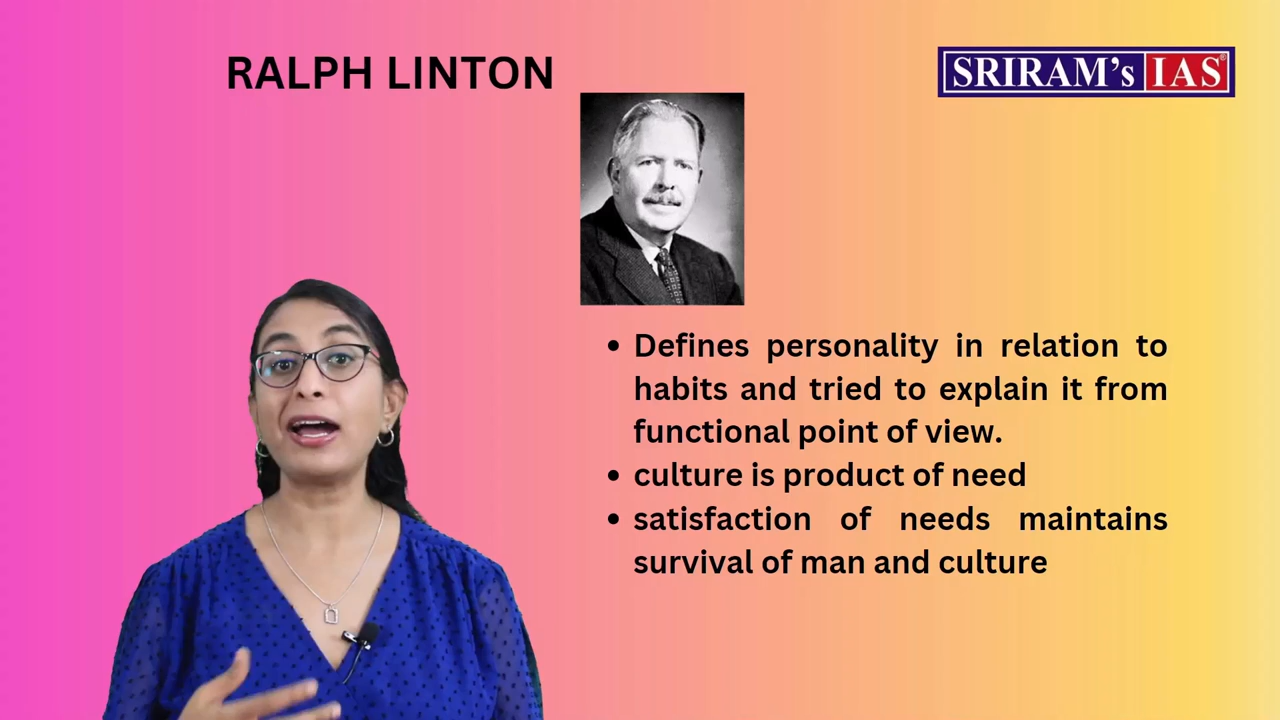 RALPH LINTON
SRIRAM's IAS®
• Defines personality in relation to
habits and tried to explain it from
functional point of view.
• culture is product of need
• satisfaction of needs maintains
survival of man and culture